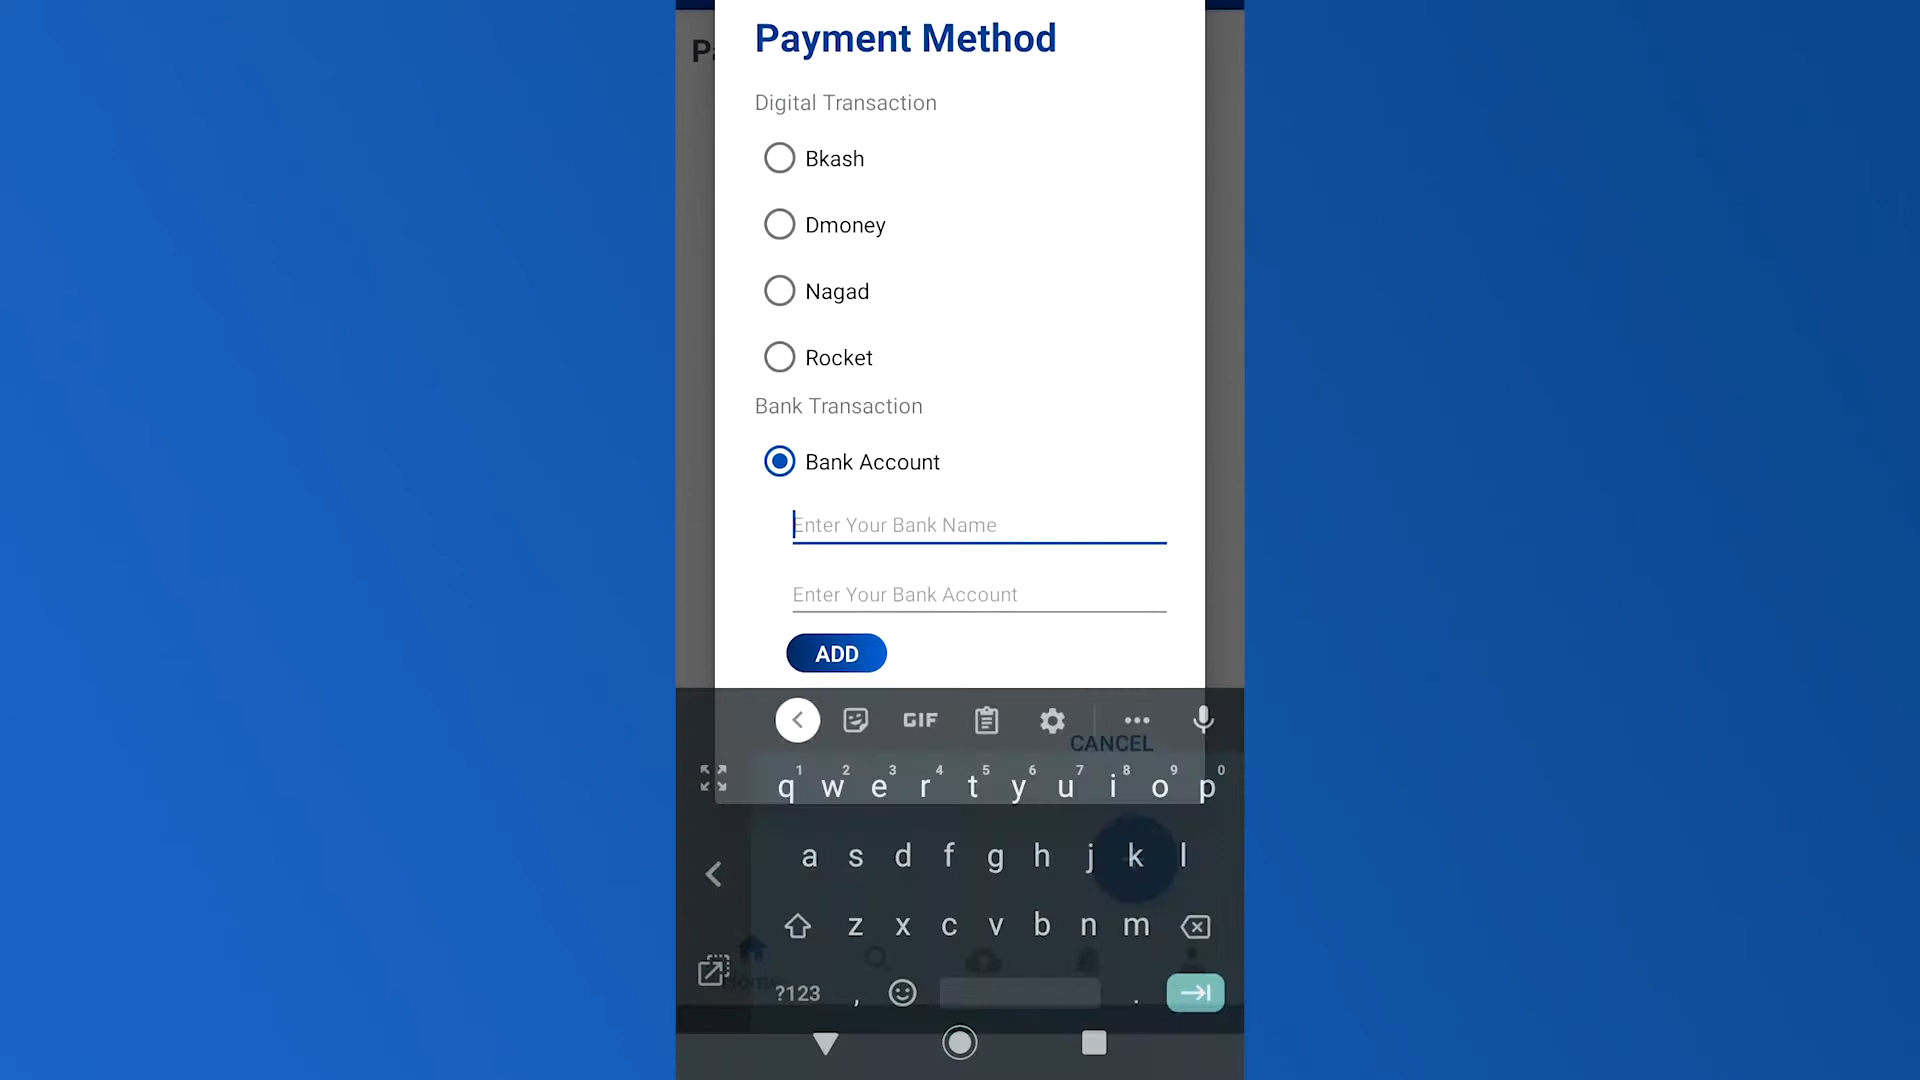 Payment Method
Digital Transaction
Bkash
Dmoney
Nagad
Rocket
Bank Transaction
Bank Account
Enter Your Bank Name
Enter Your Bank Account
ADD
GIF
CANCEL
1 2 3 4 5 6 7 8 9 0
q w e r t y u i o p
a s d f g h j k l
z x c v b n m
Home
?123 , .